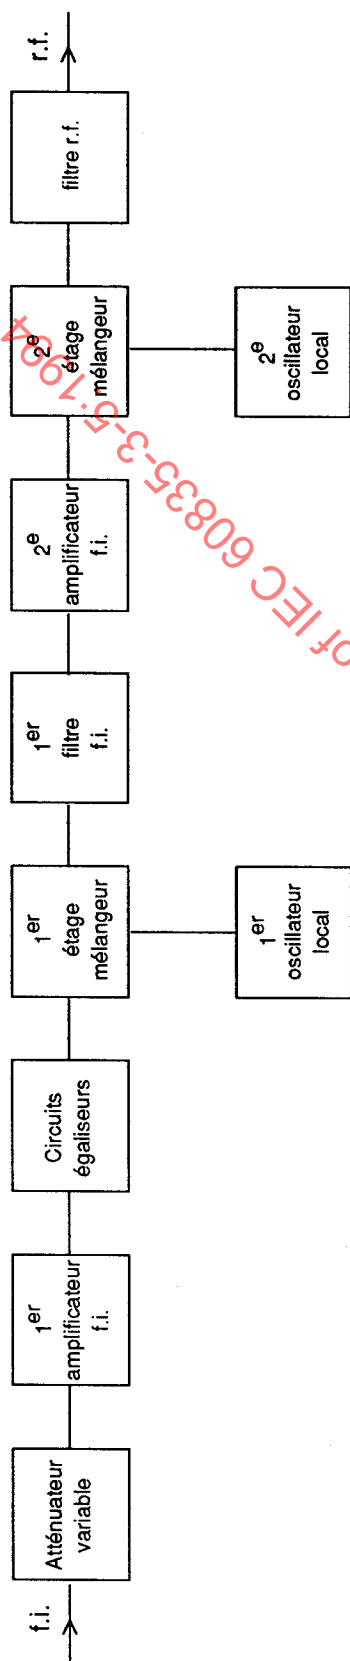 f.i.
Atténuateur
variable
1er
amplificateur
f.i.
Circuits
égaliseurs
1er
étage
mélangeur
1er
filtre
f.i.
2e
amplificateur
f.i.
2e
étage
mélangeur
filtre r.f.
r.f.
1er
oscillateur
local
2e
oscillateur
local
of IEC 60835-3-5:1994